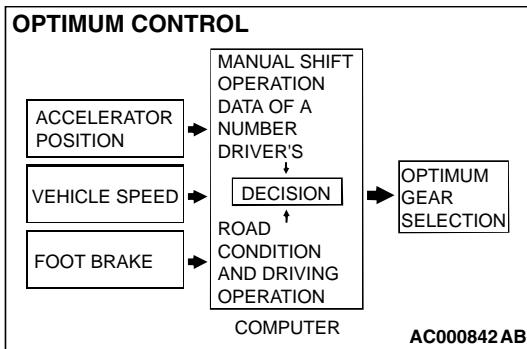 OPTIMUM CONTROL
ACCELERATOR
POSITION
VEHICLE SPEED
FOOT BRAKE
MANUAL SHIFT
OPERATION
DATA OF A
NUMBER
DRIVER'S
DECISION
ROAD
CONDITION
AND DRIVING
OPERATION
COMPUTER
OPTIMUM
GEAR
SELECTION
AC000842AB